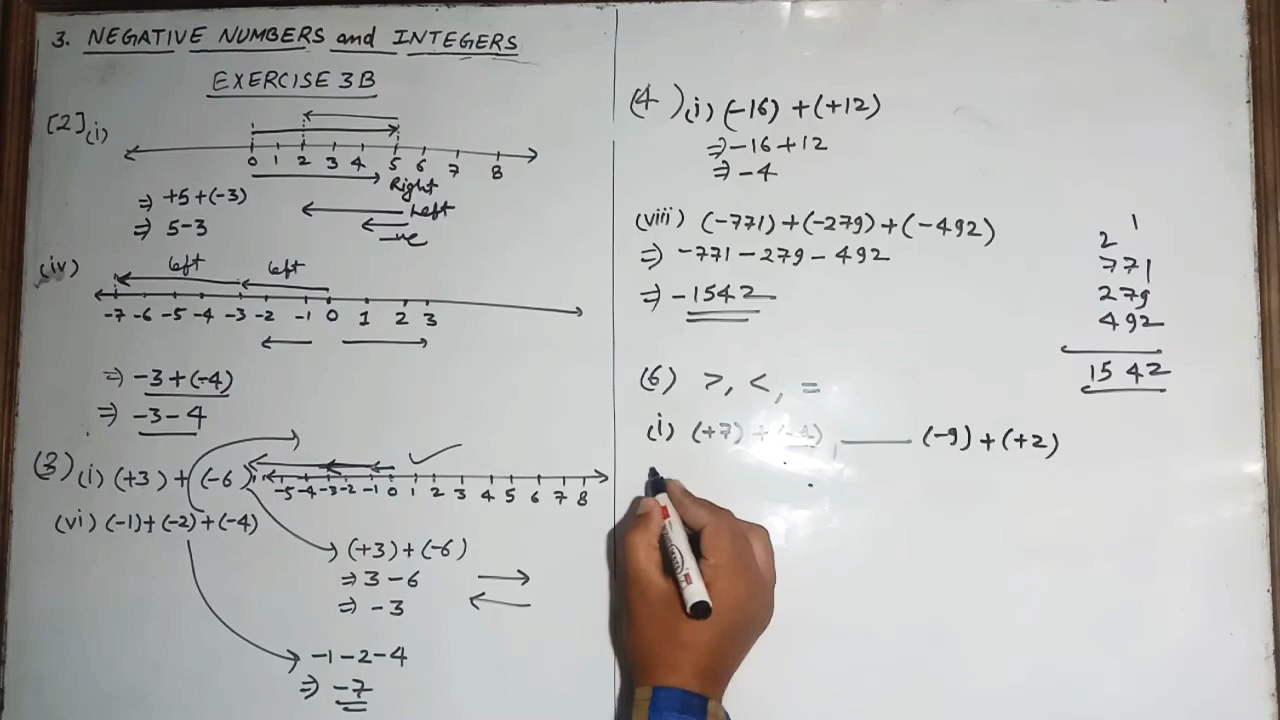 3. NEGATIVE NUMBERS and INTEGERS
EXERCISE 3B
[2] (i)
0 1 2 3 4 5 6 7 8
Right
Left
-ve
⇒ +5+(-3)
⇒ 5-3
(iv)
left left
-7 -6 -5 -4 -3 -2 -1 0 1 2 3
⇒ -3+(-4)
⇒ -3-4
(3) (i) (+3) + (-6)
-5 -4 -3 -2 -1 0 1 2 3 4 5 6 7 8
(vi) (-1)+(-2)+(-4)
(+3)+(-6)
⇒ 3-6
⇒ -3
-1-2-4
⇒ -7
(4) (i) (-16) + (+12)
⇒ -16+12
⇒ -4
(viii) (-771)+(-279)+(-492)
⇒ -771-279-492
⇒ -1542
2 1
771
279
492
1542
(6) >, <, =
(i) (+7) + (-4), ____ (-9)+(+2)